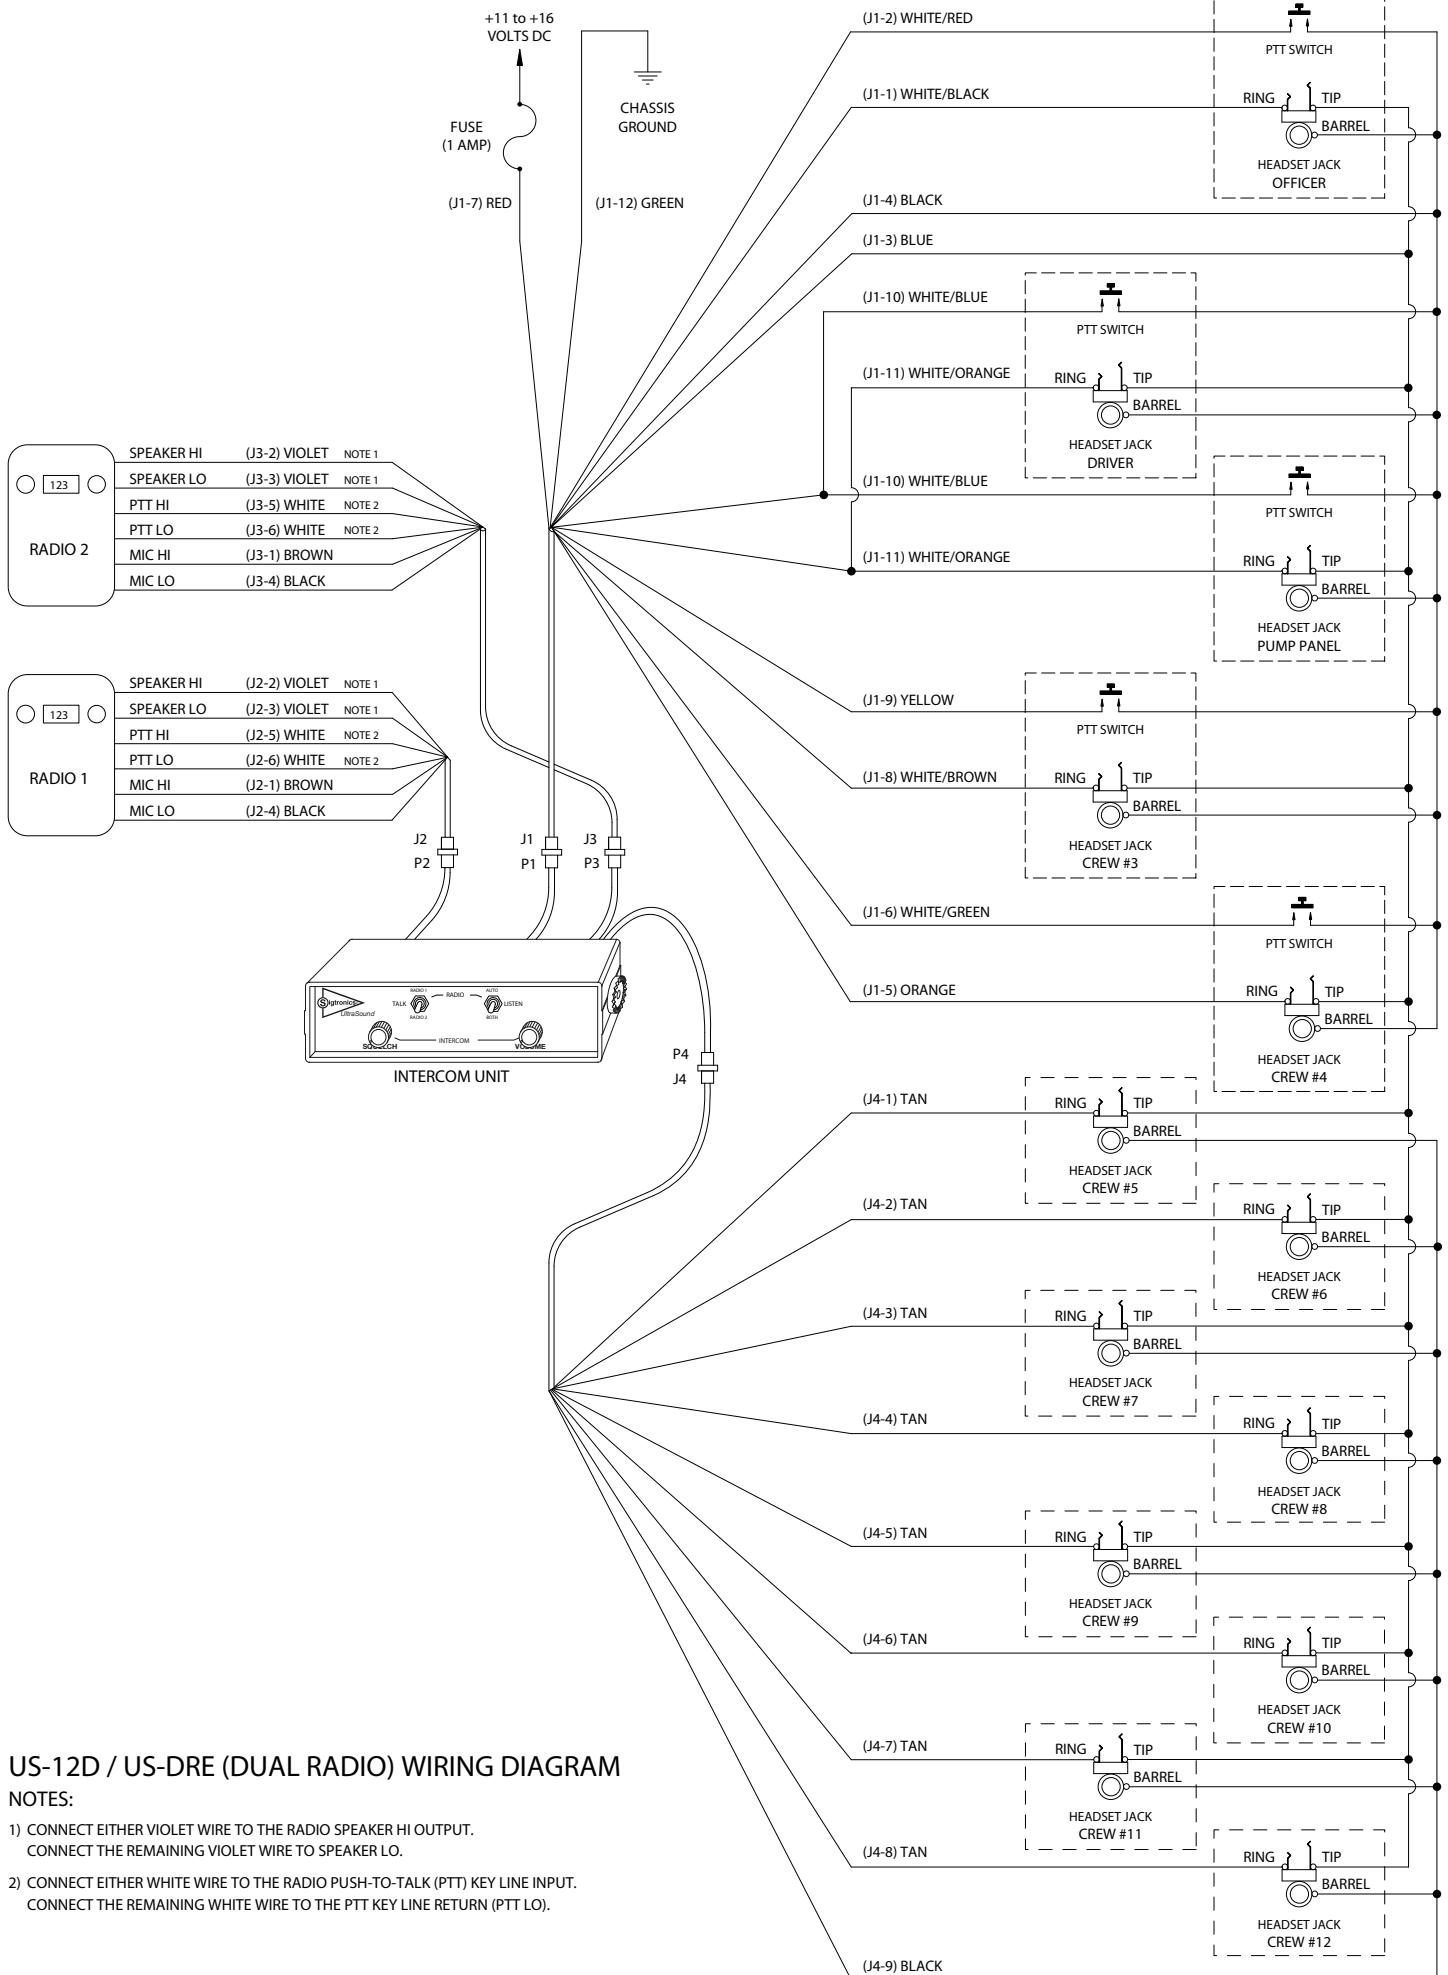 +11 to +16
VOLTS DC
CHASSIS
GROUND
FUSE
(1 AMP)
(J1-7) RED
(J1-12) GREEN
(J1-2) WHITE/RED
PTT SWITCH
(J1-1) WHITE/BLACK
RING
TIP
BARREL
HEADSET JACK
OFFICER
(J1-4) BLACK
(J1-3) BLUE
(J1-10) WHITE/BLUE
PTT SWITCH
(J1-11) WHITE/ORANGE
RING
TIP
BARREL
HEADSET JACK
DRIVER
(J1-10) WHITE/BLUE
PTT SWITCH
(J1-11) WHITE/ORANGE
RING
TIP
BARREL
HEADSET JACK
PUMP PANEL
(J1-9) YELLOW
PTT SWITCH
(J1-8) WHITE/BROWN
RING
TIP
BARREL
HEADSET JACK
CREW #3
(J1-6) WHITE/GREEN
PTT SWITCH
(J1-5) ORANGE
RING
TIP
BARREL
HEADSET JACK
CREW #4
123
RADIO 2
SPEAKER HI (J3-2) VIOLET NOTE 1
SPEAKER LO (J3-3) VIOLET NOTE 1
PTT HI (J3-5) WHITE NOTE 2
PTT LO (J3-6) WHITE NOTE 2
MIC HI (J3-1) BROWN
MIC LO (J3-4) BLACK
123
RADIO 1
SPEAKER HI (J2-2) VIOLET NOTE 1
SPEAKER LO (J2-3) VIOLET NOTE 1
PTT HI (J2-5) WHITE NOTE 2
PTT LO (J2-6) WHITE NOTE 2
MIC HI (J2-1) BROWN
MIC LO (J2-4) BLACK
J2
P2
J1
P1
J3
P3
Sigtronics
UltraSound
TALK
RADIO 1
RADIO 2
RADIO
AUTO
BOTH
LISTEN
SQUELCH
INTERCOM
VOLUME
INTERCOM UNIT
P4
J4
(J4-1) TAN
RING
TIP
BARREL
HEADSET JACK
CREW #5
(J4-2) TAN
RING
TIP
BARREL
HEADSET JACK
CREW #6
(J4-3) TAN
RING
TIP
BARREL
HEADSET JACK
CREW #7
(J4-4) TAN
RING
TIP
BARREL
HEADSET JACK
CREW #8
(J4-5) TAN
RING
TIP
BARREL
HEADSET JACK
CREW #9
(J4-6) TAN
RING
TIP
BARREL
HEADSET JACK
CREW #10
(J4-7) TAN
RING
TIP
BARREL
HEADSET JACK
CREW #11
(J4-8) TAN
RING
TIP
BARREL
HEADSET JACK
CREW #12
(J4-9) BLACK
US-12D / US-DRE (DUAL RADIO) WIRING DIAGRAM
NOTES:
1) CONNECT EITHER VIOLET WIRE TO THE RADIO SPEAKER HI OUTPUT.
CONNECT THE REMAINING VIOLET WIRE TO SPEAKER LO.
2) CONNECT EITHER WHITE WIRE TO THE RADIO PUSH-TO-TALK (PTT) KEY LINE INPUT.
CONNECT THE REMAINING WHITE WIRE TO THE PTT KEY LINE RETURN (PTT LO).